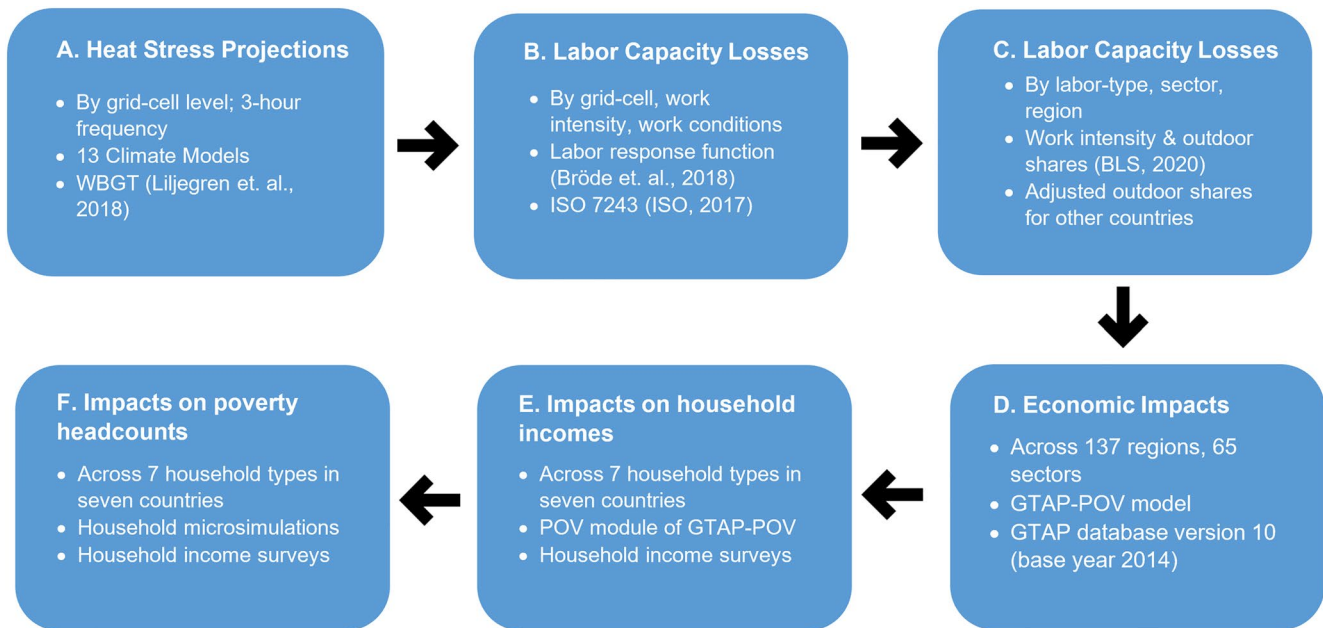 A. Heat Stress Projections
• By grid-cell level; 3-hour
frequency
• 13 Climate Models
• WBGT (Liljegren et. al.,
2018)
B. Labor Capacity Losses
• By grid-cell, work
intensity, work conditions
• Labor response function
(Bröde et. al., 2018)
• ISO 7243 (ISO, 2017)
C. Labor Capacity Losses
• By labor-type, sector,
region
• Work intensity & outdoor
shares (BLS, 2020)
• Adjusted outdoor shares
for other countries
D. Economic Impacts
• Across 137 regions, 65
sectors
• GTAP-POV model
• GTAP database version 10
(base year 2014)
E. Impacts on household
incomes
• Across 7 household types in
seven countries
• POV module of GTAP-POV
• Household income surveys
F. Impacts on poverty
headcounts
• Across 7 household types in
seven countries
• Household microsimulations
• Household income surveys